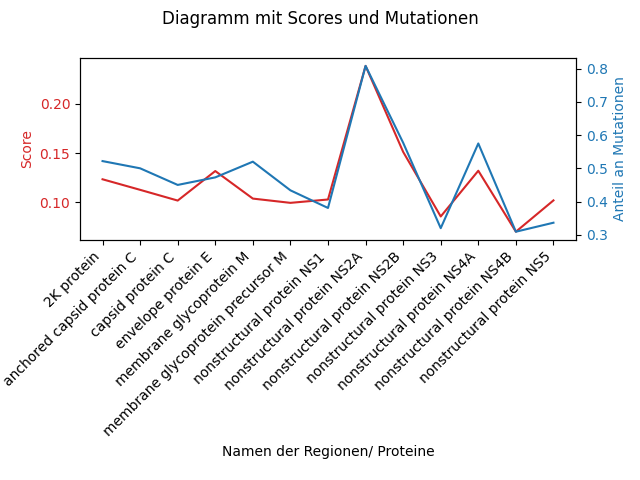 Diagramm mit Scores und Mutationen
Score
0.20
0.15
0.10
0.8
0.7
0.6
0.5
0.4
0.3
Anteil an Mutationen
2K protein
anchored capsid protein C
capsid protein C
envelope protein E
membrane glycoprotein M
membrane glycoprotein precursor M
nonstructural protein NS1
nonstructural protein NS2A
nonstructural protein NS2B
nonstructural protein NS3
nonstructural protein NS4A
nonstructural protein NS4B
nonstructural protein NS5
Namen der Regionen/ Proteine